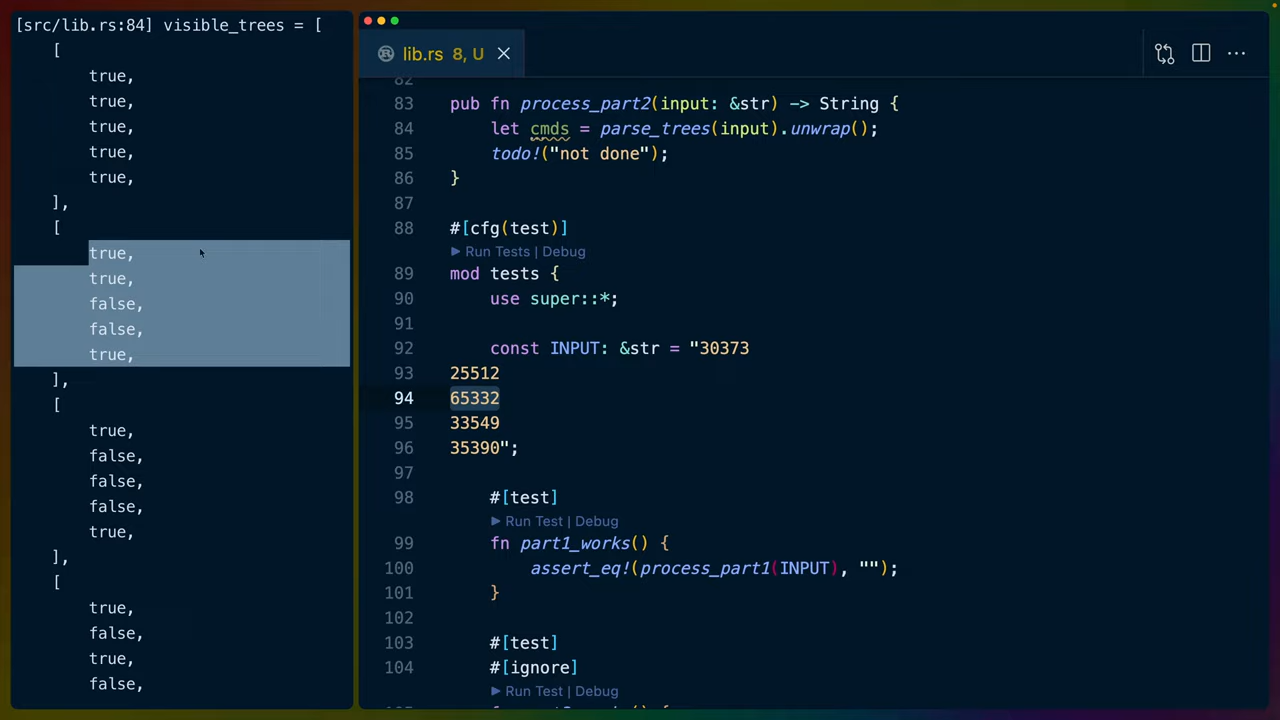 [src/lib.rs:84] visible_trees = [
    [
        true,
        true,
        true,
        true,
        true,
    ],
    [
        true,
        true,
        false,
        false,
        true,
    ],
    [
        true,
        false,
        false,
        false,
        true,
    ],
    [
        true,
        false,
        true,
        false,
lib.rs 8, U
83 pub fn process_part2(input: &str) -> String {
84     let cmds = parse_trees(input).unwrap();
85     todo!("not done");
86 }
87
88 #[cfg(test)]
▶ Run Tests | Debug
89 mod tests {
90     use super::*;
91
92     const INPUT: &str = "30373
93 25512
94 65332
95 33549
96 35390";
97
98     #[test]
▶ Run Test | Debug
99     fn part1_works() {
100         assert_eq!(process_part1(INPUT), "");
101     }
102
103     #[test]
104     #[ignore]
▶ Run Test | Debug